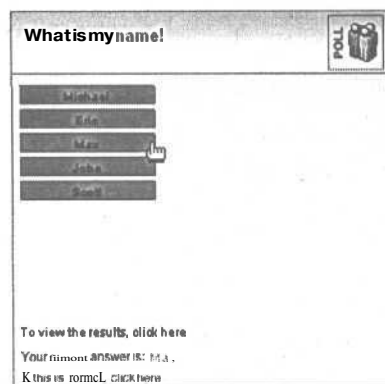 What is my name!
POLL
Michael
Eric
Max
John
To view the results, click here
Your answer is:
click here